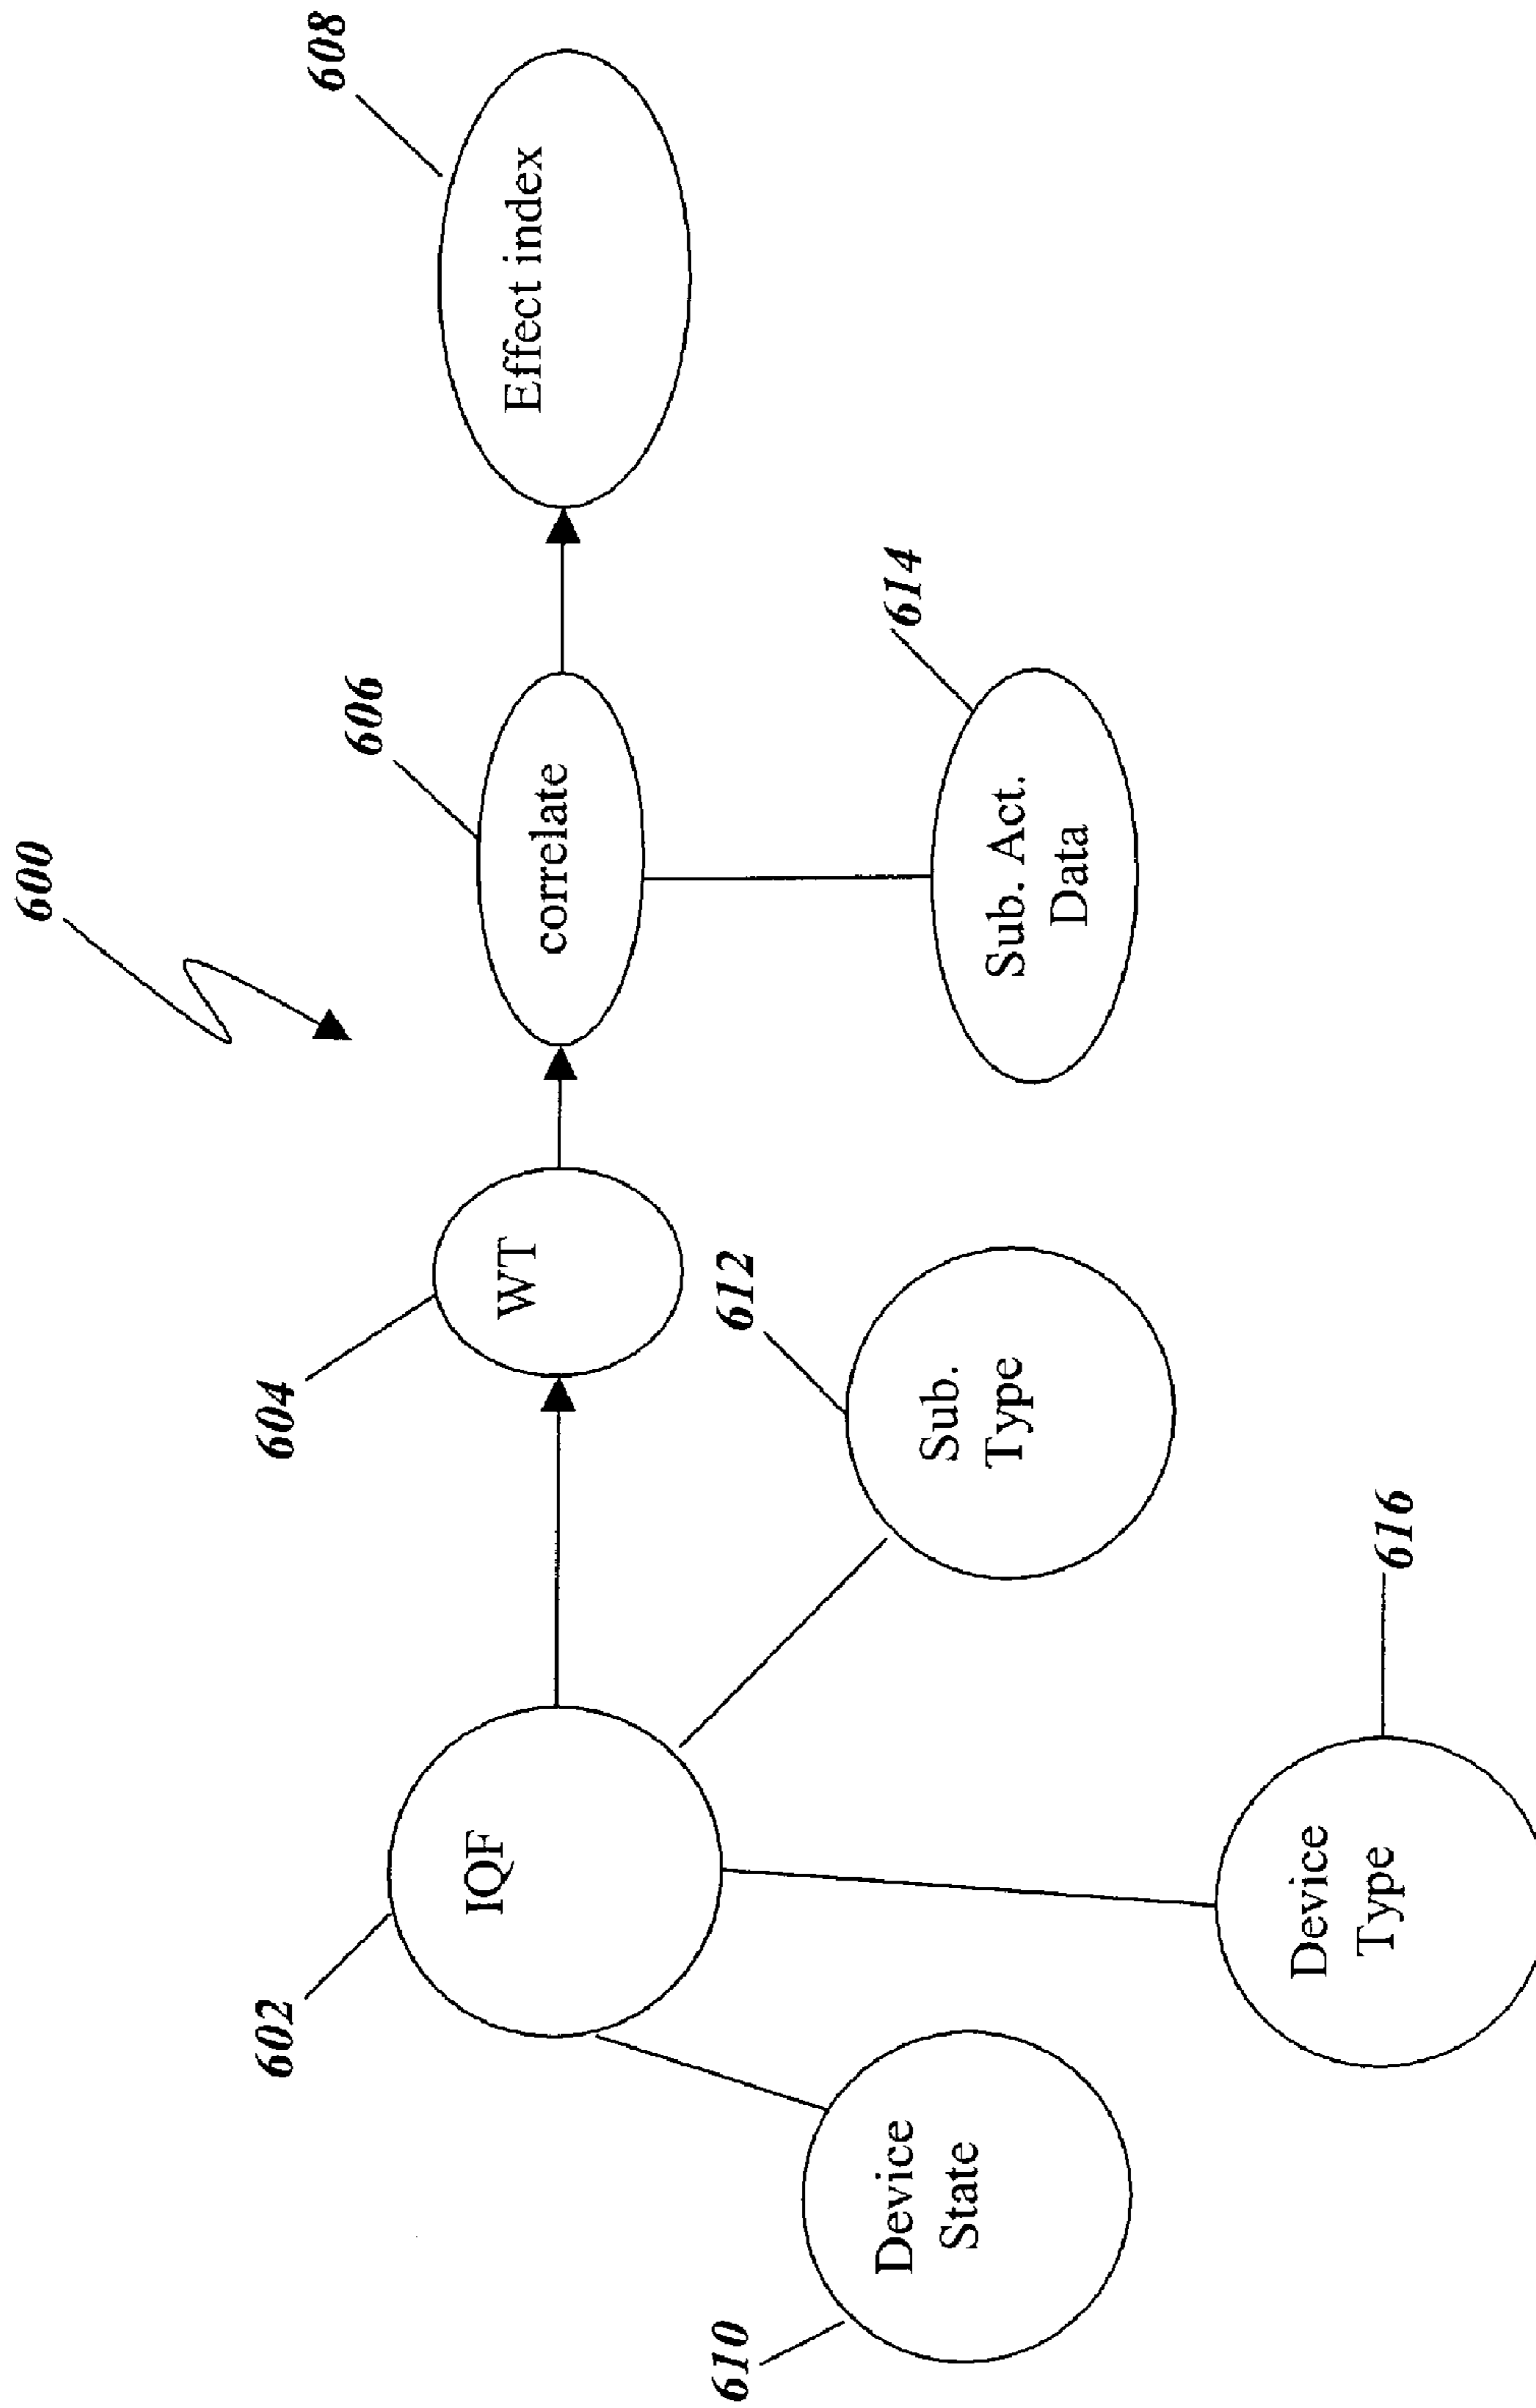 600
608
606
604
602
Effect index
correlate
WT
IQF
614
612
616
610
Sub. Act.
Data
Sub.
Type
Device
Type
Device
State